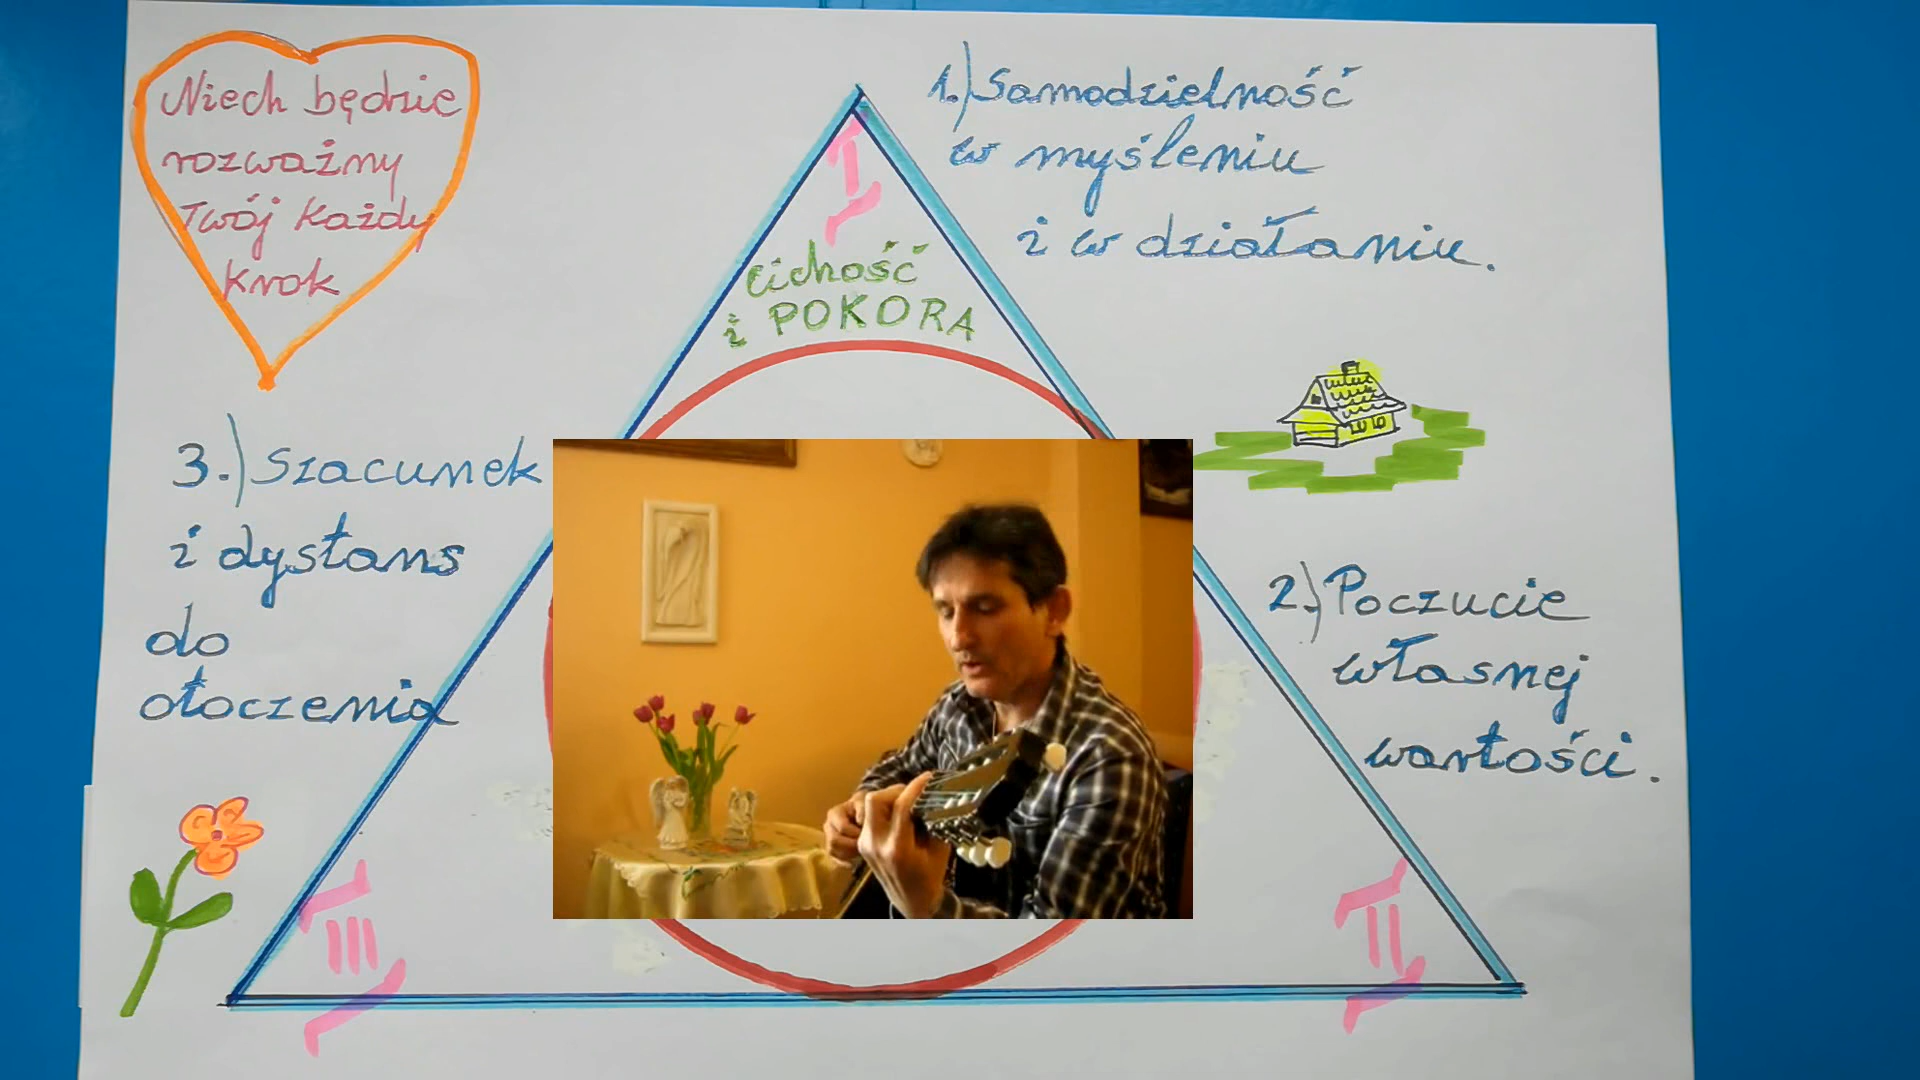 Niech będzie
rozważny
Twój Każdy
Krok
1.) Samodzielność
w myśleniu
i w działaniu.
I
cichość
i POKORA
2.) Poczucie
własnej
wartości.
II
3.) Szacunek
i dystans
do
otoczenia
III